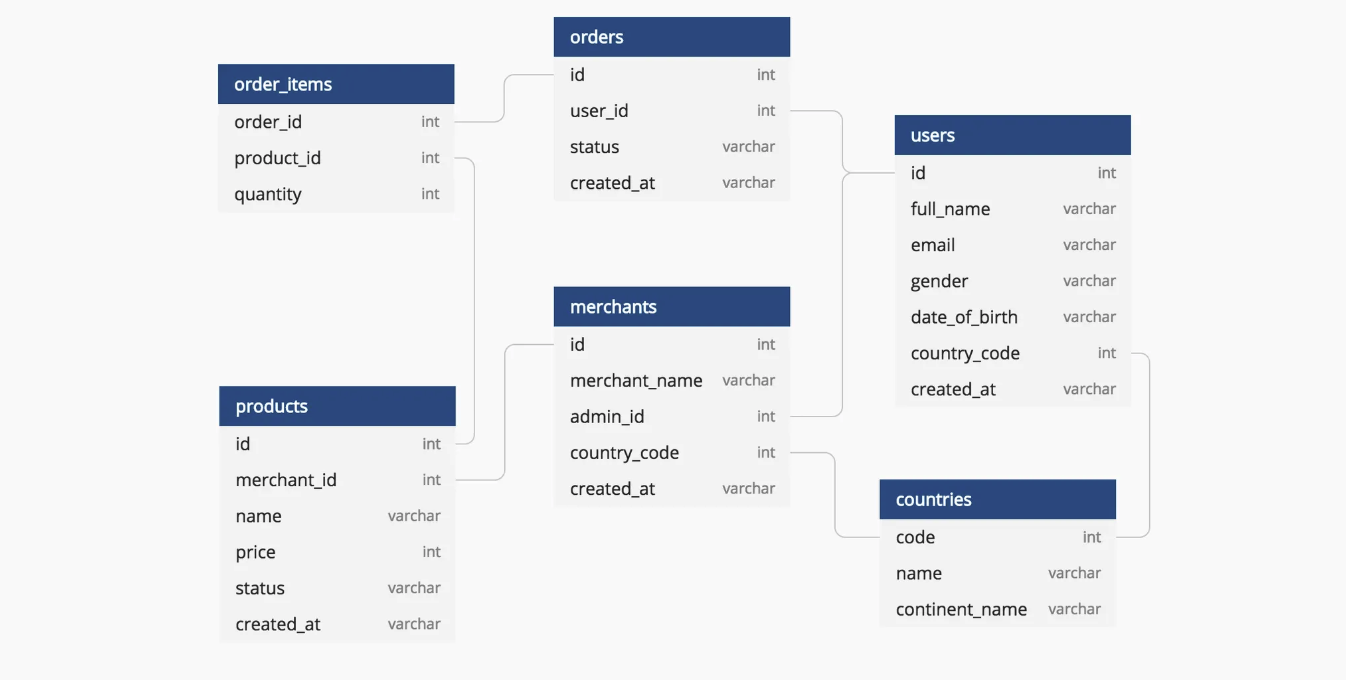 orders
id int
user_id int
status varchar
created_at varchar
order_items
order_id int
product_id int
quantity int
users
id int
full_name varchar
email varchar
gender varchar
date_of_birth varchar
country_code int
created_at varchar
merchants
id int
merchant_name varchar
admin_id int
country_code int
created_at varchar
products
id int
merchant_id int
name varchar
price int
status varchar
created_at varchar
countries
code int
name varchar
continent_name varchar